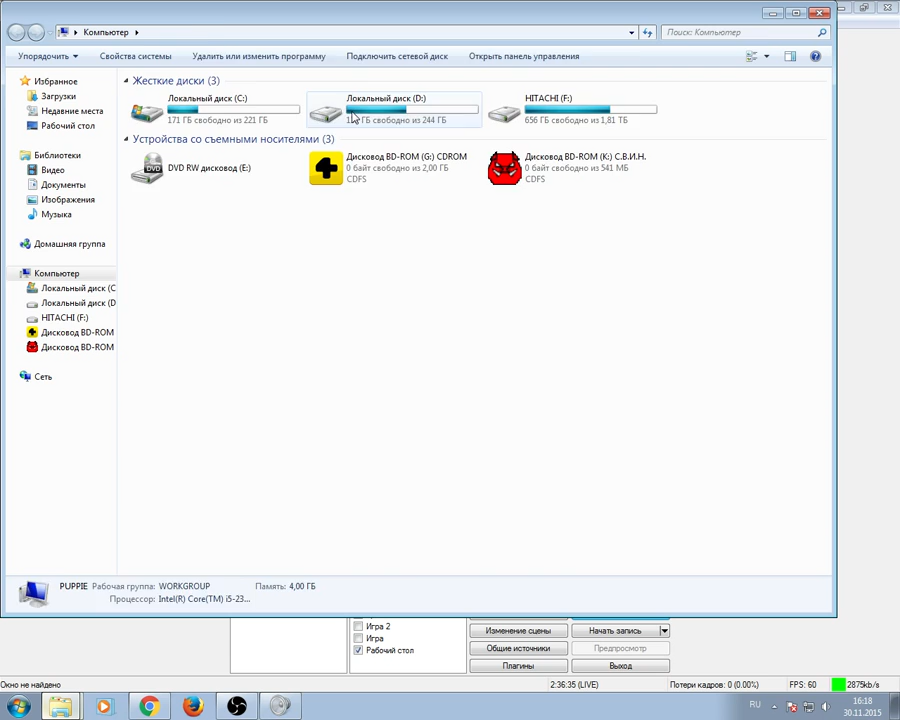 Компьютер
Поиск: Компьютер
Упорядочить
Свойства системы
Удалить или изменить программу
Подключить сетевой диск
Открыть панель управления
Избранное
Загрузки
Недавние места
Рабочий стол
Библиотеки
Видео
Документы
Изображения
Музыка
Домашняя группа
Компьютер
Локальный диск (C
Локальный диск (D
HITACHI (F:)
Дисковод BD-ROM
Дисковод BD-ROM
Сеть
Жесткие диски (3)
Локальный диск (C:)
171 ГБ свободно из 221 ГБ
Локальный диск (D:)
ГБ свободно из 244 ГБ
HITACHI (F:)
656 ГБ свободно из 1,81 ТБ
Устройства со съемными носителями (3)
DVD
DVD RW дисковод (E:)
Дисковод BD-ROM (G:) CDROM
0 байт свободно из 2,00 ГБ
CDFS
Дисковод BD-ROM (K:) С.В.И.Н.
0 байт свободно из 541 МБ
CDFS
PUPPIE Рабочая группа: WORKGROUP Память: 4,00 ГБ
Процессор: Intel(R) Core(TM) i5-23...
Игра 2
Игра
Рабочий стол
Изменение сцены
Начать запись
Общие источники
Предпросмотр
Плагины
Выход
Окно не найдено
2:36:35 (LIVE)
Потери кадров: 0 (0.00%)
FPS: 60
2875kb/s
RU
16:18
30.11.2015